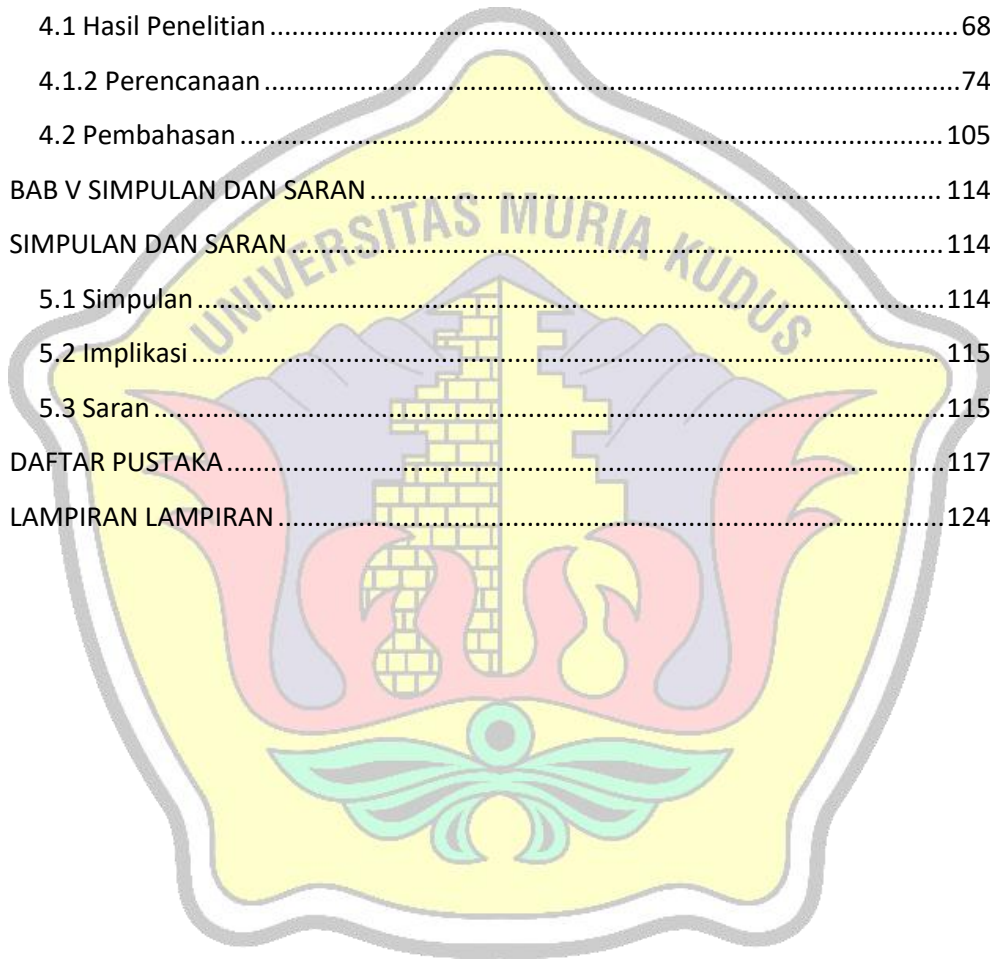 4.1 Hasil Penelitian ........................................................................................ 68
4.1.2 Perencanaan ........................................................................................ 74
4.2 Pembahasan ........................................................................................ 105
BAB V SIMPULAN DAN SARAN ........................................................................ 114
SIMPULAN DAN SARAN ........................................................................ 114
5.1 Simpulan ........................................................................................ 114
5.2 Implikasi ........................................................................................ 115
5.3 Saran ........................................................................................ 115
DAFTAR PUSTAKA ........................................................................................ 117
LAMPIRAN LAMPIRAN ........................................................................ 124
UNIVERSITAS MURIA KUDUS